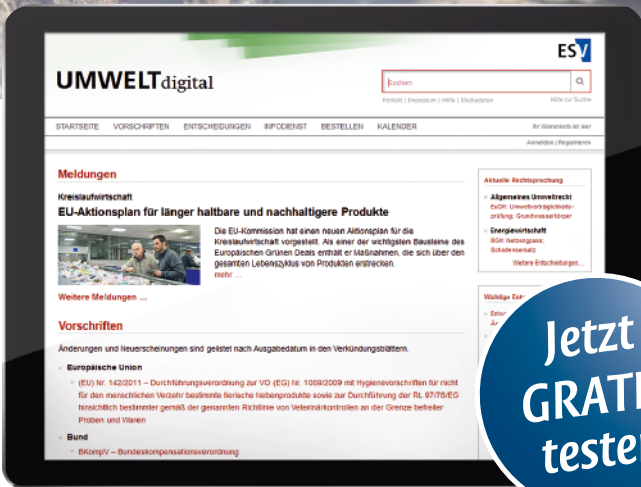 ESV
UMWELTdigital
Suchen
Kontakt | Impressum | Hilfe | Mediadaten
Hilfe zur Suche
STARTSEITE VORSCHRIFTEN ENTSCHEIDUNGEN INFODIENST BESTELLEN KALENDER
Ihr Warenkorb ist leer
Anmelden | Registrieren
Meldungen
Kreislaufwirtschaft
EU-Aktionsplan für länger haltbare und nachhaltigere Produkte
Die EU-Kommission hat einen neuen Aktionsplan für die
Kreislaufwirtschaft vorgestellt. Als einer der wichtigsten Bausteine des
Europäischen Grünen Deals enthält er Maßnahmen, die sich über den
gesamten Lebenszyklus von Produkten erstrecken.
mehr ...
Weitere Meldungen ...
Vorschriften
Änderungen und Neuerscheinungen sind gelistet nach Ausgabedatum in den Verkündungsblättern.
Europäische Union
(EU) Nr. 142/2011 – Durchführungsverordnung zur VO (EG) Nr. 1069/2009 mit Hygienevorschriften für nicht
für den menschlichen Verzehr bestimmte tierische Nebenprodukte sowie zur Durchführung der RL 97/78/EG
hinsichtlich bestimmter gemäß der genannten Richtlinie von Veterinärkontrollen an der Grenze befreiter
Proben und Waren
Bund
BKompV – Bundeskompensationsverordnung
Aktuelle Rechtsprechung
Allgemeines Umweltrecht
EuGH: Umweltverträglichkeits-
prüfung; Grundwasserkörper
Energiewirtschaft
BGH: Netzengpass;
Schadensersatz
Weitere Entscheidungen...
Wichtige
Jetzt
GRATI
teste